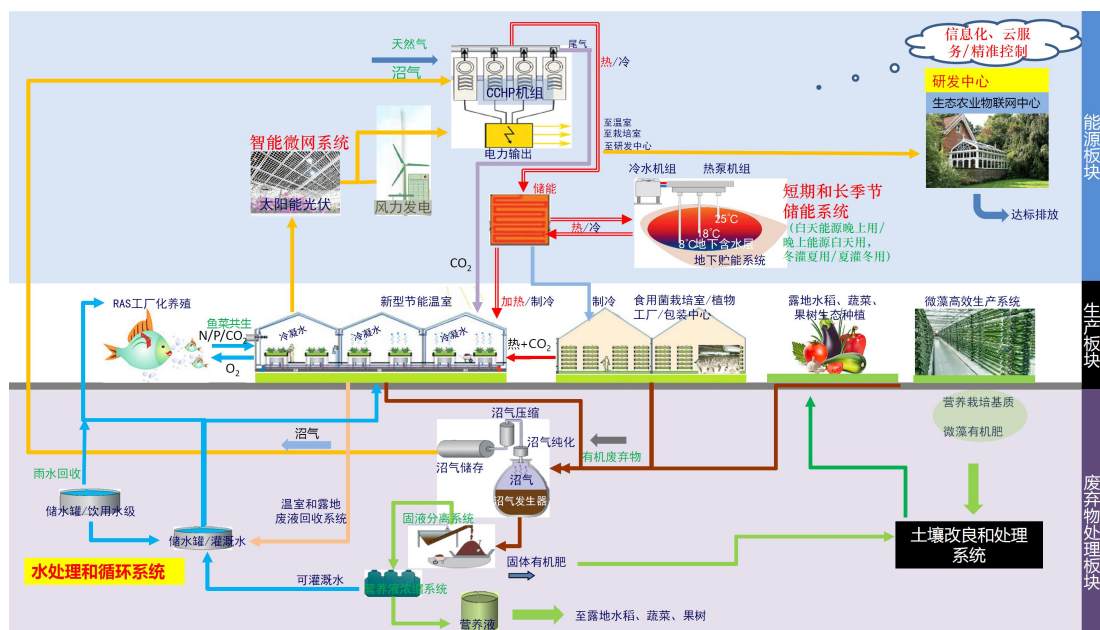 信息化、云服
务/精准控制
研发中心
生态农业物联网中心
达标排放
能源板块
天然气
沼气
尾气
热/冷
CCHP机组
电力输出
至温室
至栽培室
至研发中心
智能微网系统
太阳能光伏
风力发电
储能
热/冷
冷水机组
热泵机组
25℃
18℃
8℃地下含水层
地下贮能系统
短期和长季节
储能系统
(白天能源晚上用/
晚上能源白天用,
冬灌夏用/夏灌冬用)
CO2
生产板块
RAS工厂化养殖
鱼菜共生
N/P/CO2
O2
新型节能温室
冷凝水
冷凝水
冷凝水
加热/制冷
热+CO2
制冷
食用菌栽培室/植物
工厂/包装中心
露地水稻、蔬菜、
果树生态种植
微藻高效生产系统
废弃物处理板块
营养栽培基质
微藻有机肥
沼气
沼气压缩
沼气纯化
沼气储存
有机废弃物
沼气
沼气发生器
雨水回收
储水罐/饮用水级
温室和露地
废液回收系统
储水罐/灌溉水
固液分离系统
固体有机肥
土壤改良和处理
系统
水处理和循环系统
可灌溉水
营养液浓缩系统
营养液
至露地水稻、蔬菜、果树